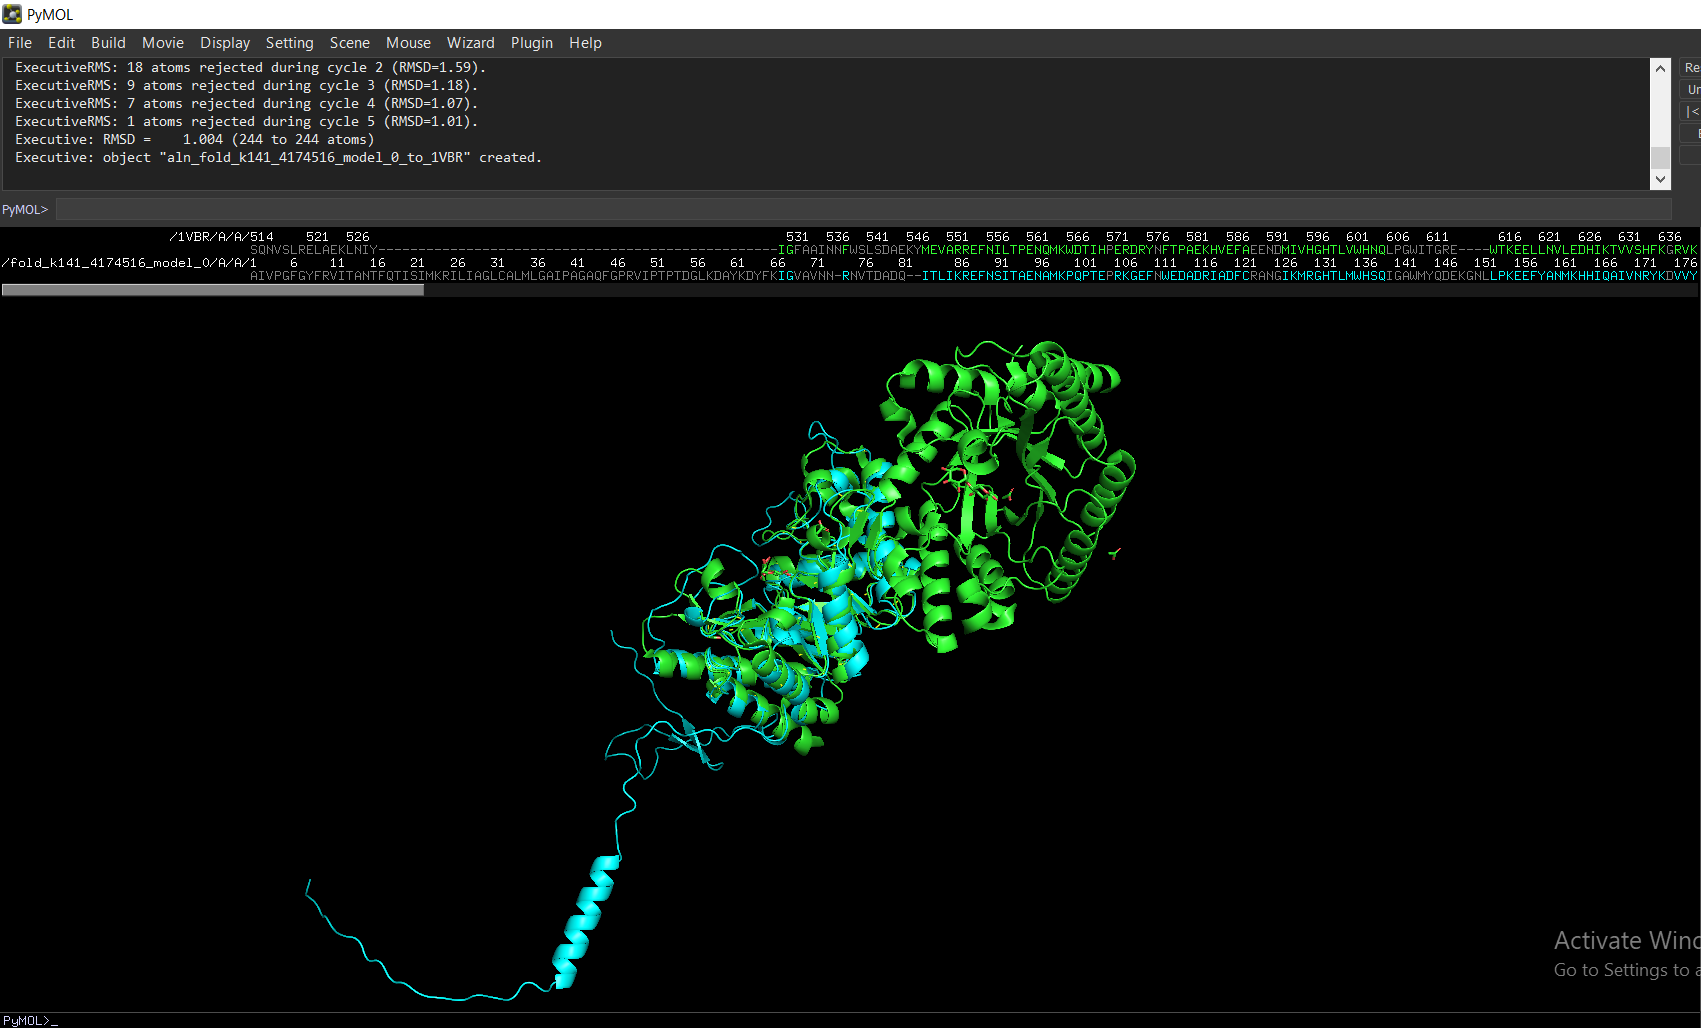 PyMOL
File Edit Build Movie Display Setting Scene Mouse Wizard Plugin Help
ExecutiveRMS: 18 atoms rejected during cycle 2 (RMSD=1.59).
ExecutiveRMS: 9 atoms rejected during cycle 3 (RMSD=1.18).
ExecutiveRMS: 7 atoms rejected during cycle 4 (RMSD=1.07).
ExecutiveRMS: 1 atoms rejected during cycle 5 (RMSD=1.01).
Executive: RMSD = 1.004 (244 to 244 atoms)
Executive: object "aln_fold_k141_4174516_model_0_to_1VBR" created.
Re
Un
|<
PyMOL>
/1VBR/A/A/514 521 526 531 536 541 546 551 556 561 566 571 576 581 586 591 596 601 606 611 616 621 626 631 636
SQNVSLRELAEKLNIY--------------------------------------------------IGFAAINNFWSLSDAEKYMEVARREFNILTPENQMKWDTIHPERDRYNFTPAEKHVEFAEENDMIVHGHTLVWHNQLPGWITGRE----WTKEELLNVLEDHIKTVVSHFKGRVK
/fold_k141_4174516_model_0/A/A/1 6 11 16 21 26 31 36 41 46 51 56 61 66 71 76 81 86 91 96 101 106 111 116 121 126 131 136 141 146 151 156 161 166 171 176
AIVPGFGYFRVITANTFQTISIMKRILIAGLCALMLGAIPAGAQFGPRVIPTPTDGLKDAYKDYFKIGVAVNN-RNVTDADQ--ITLIKREFNSITAENAMKPQPTEPRKGEFNWEDADRIADFCRANGIKMRGHTLMWHSQIGAWMYQDEKGNLLPKEEFYANMKHHIQAIVNRYKDVVY
Activate Winc
Go to Settings to a
PyMOL>_